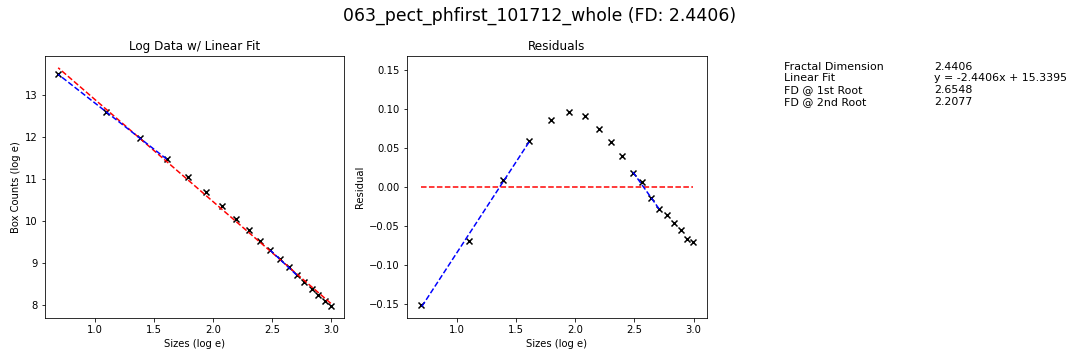 063_pect_phfirst_101712_whole (FD: 2.4406)
Log Data w/ Linear Fit
Box Counts (log e)
13
12
11
10
9
8
1.0 1.5 2.0 2.5 3.0
Sizes (log e)
Residuals
Residual
0.15
0.10
0.05
0.00
−0.05
−0.10
−0.15
1.0 1.5 2.0 2.5 3.0
Sizes (log e)
Fractal Dimension 2.4406
Linear Fit y = -2.4406x + 15.3395
FD @ 1st Root 2.6548
FD @ 2nd Root 2.2077